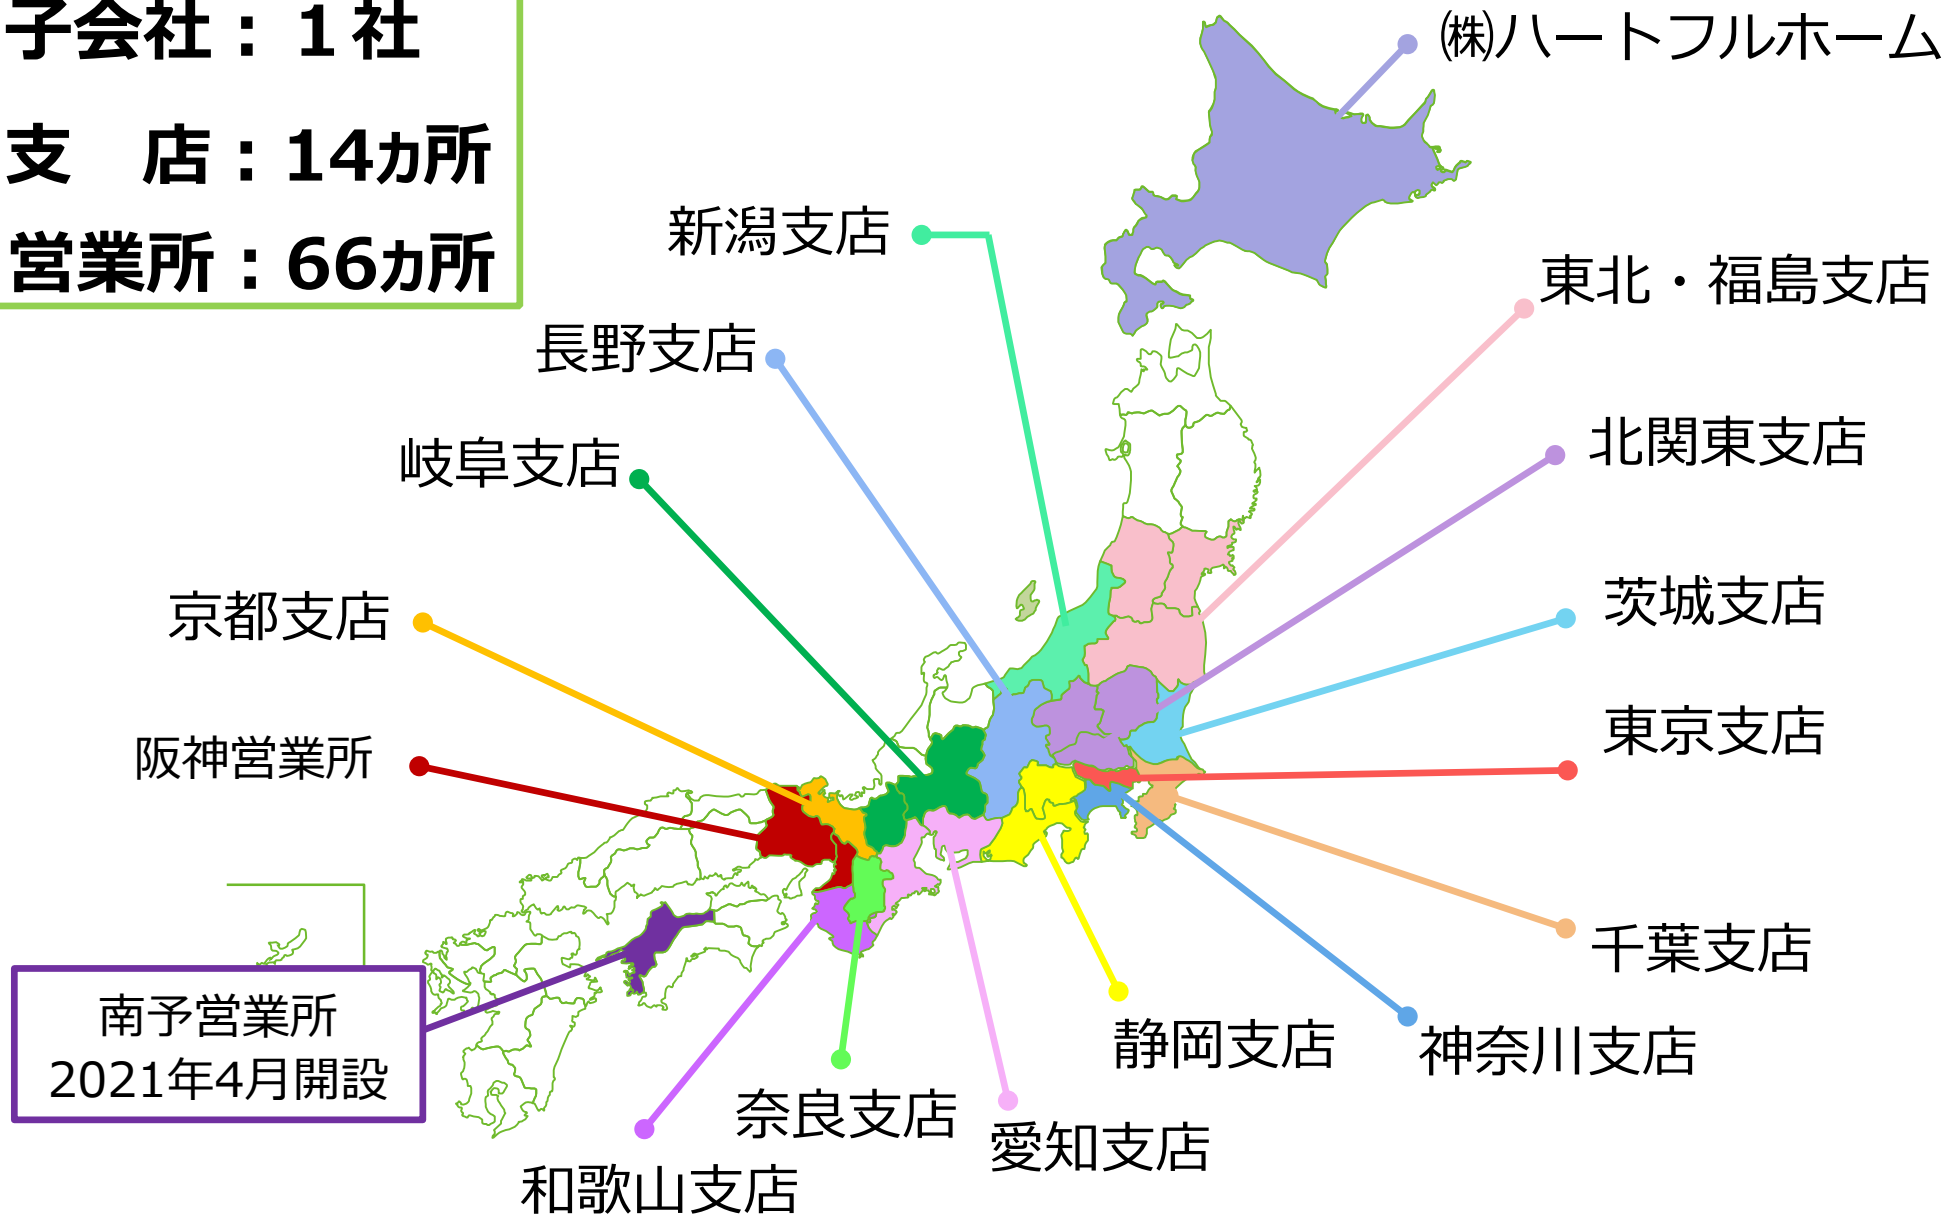 子会社：１社
支　店：14ヵ所
営業所：66ヵ所
㈱ハートフルホーム
新潟支店
東北・福島支店
長野支店
北関東支店
岐阜支店
茨城支店
京都支店
東京支店
阪神営業所
千葉支店
南予営業所
2021年4月開設
静岡支店
神奈川支店
奈良支店
愛知支店
和歌山支店